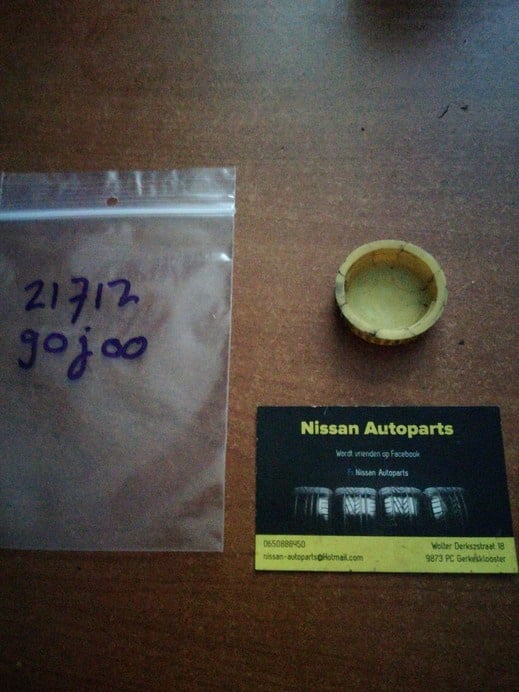 21712
90j00
Nissan Autoparts
Wordt vrienden op Facebook
F: Nissan Autoparts
0650886450
nissan-autoparts@Hotmail.com
Wolter Derkszstraat 18
9873 PC Gerkesklooster